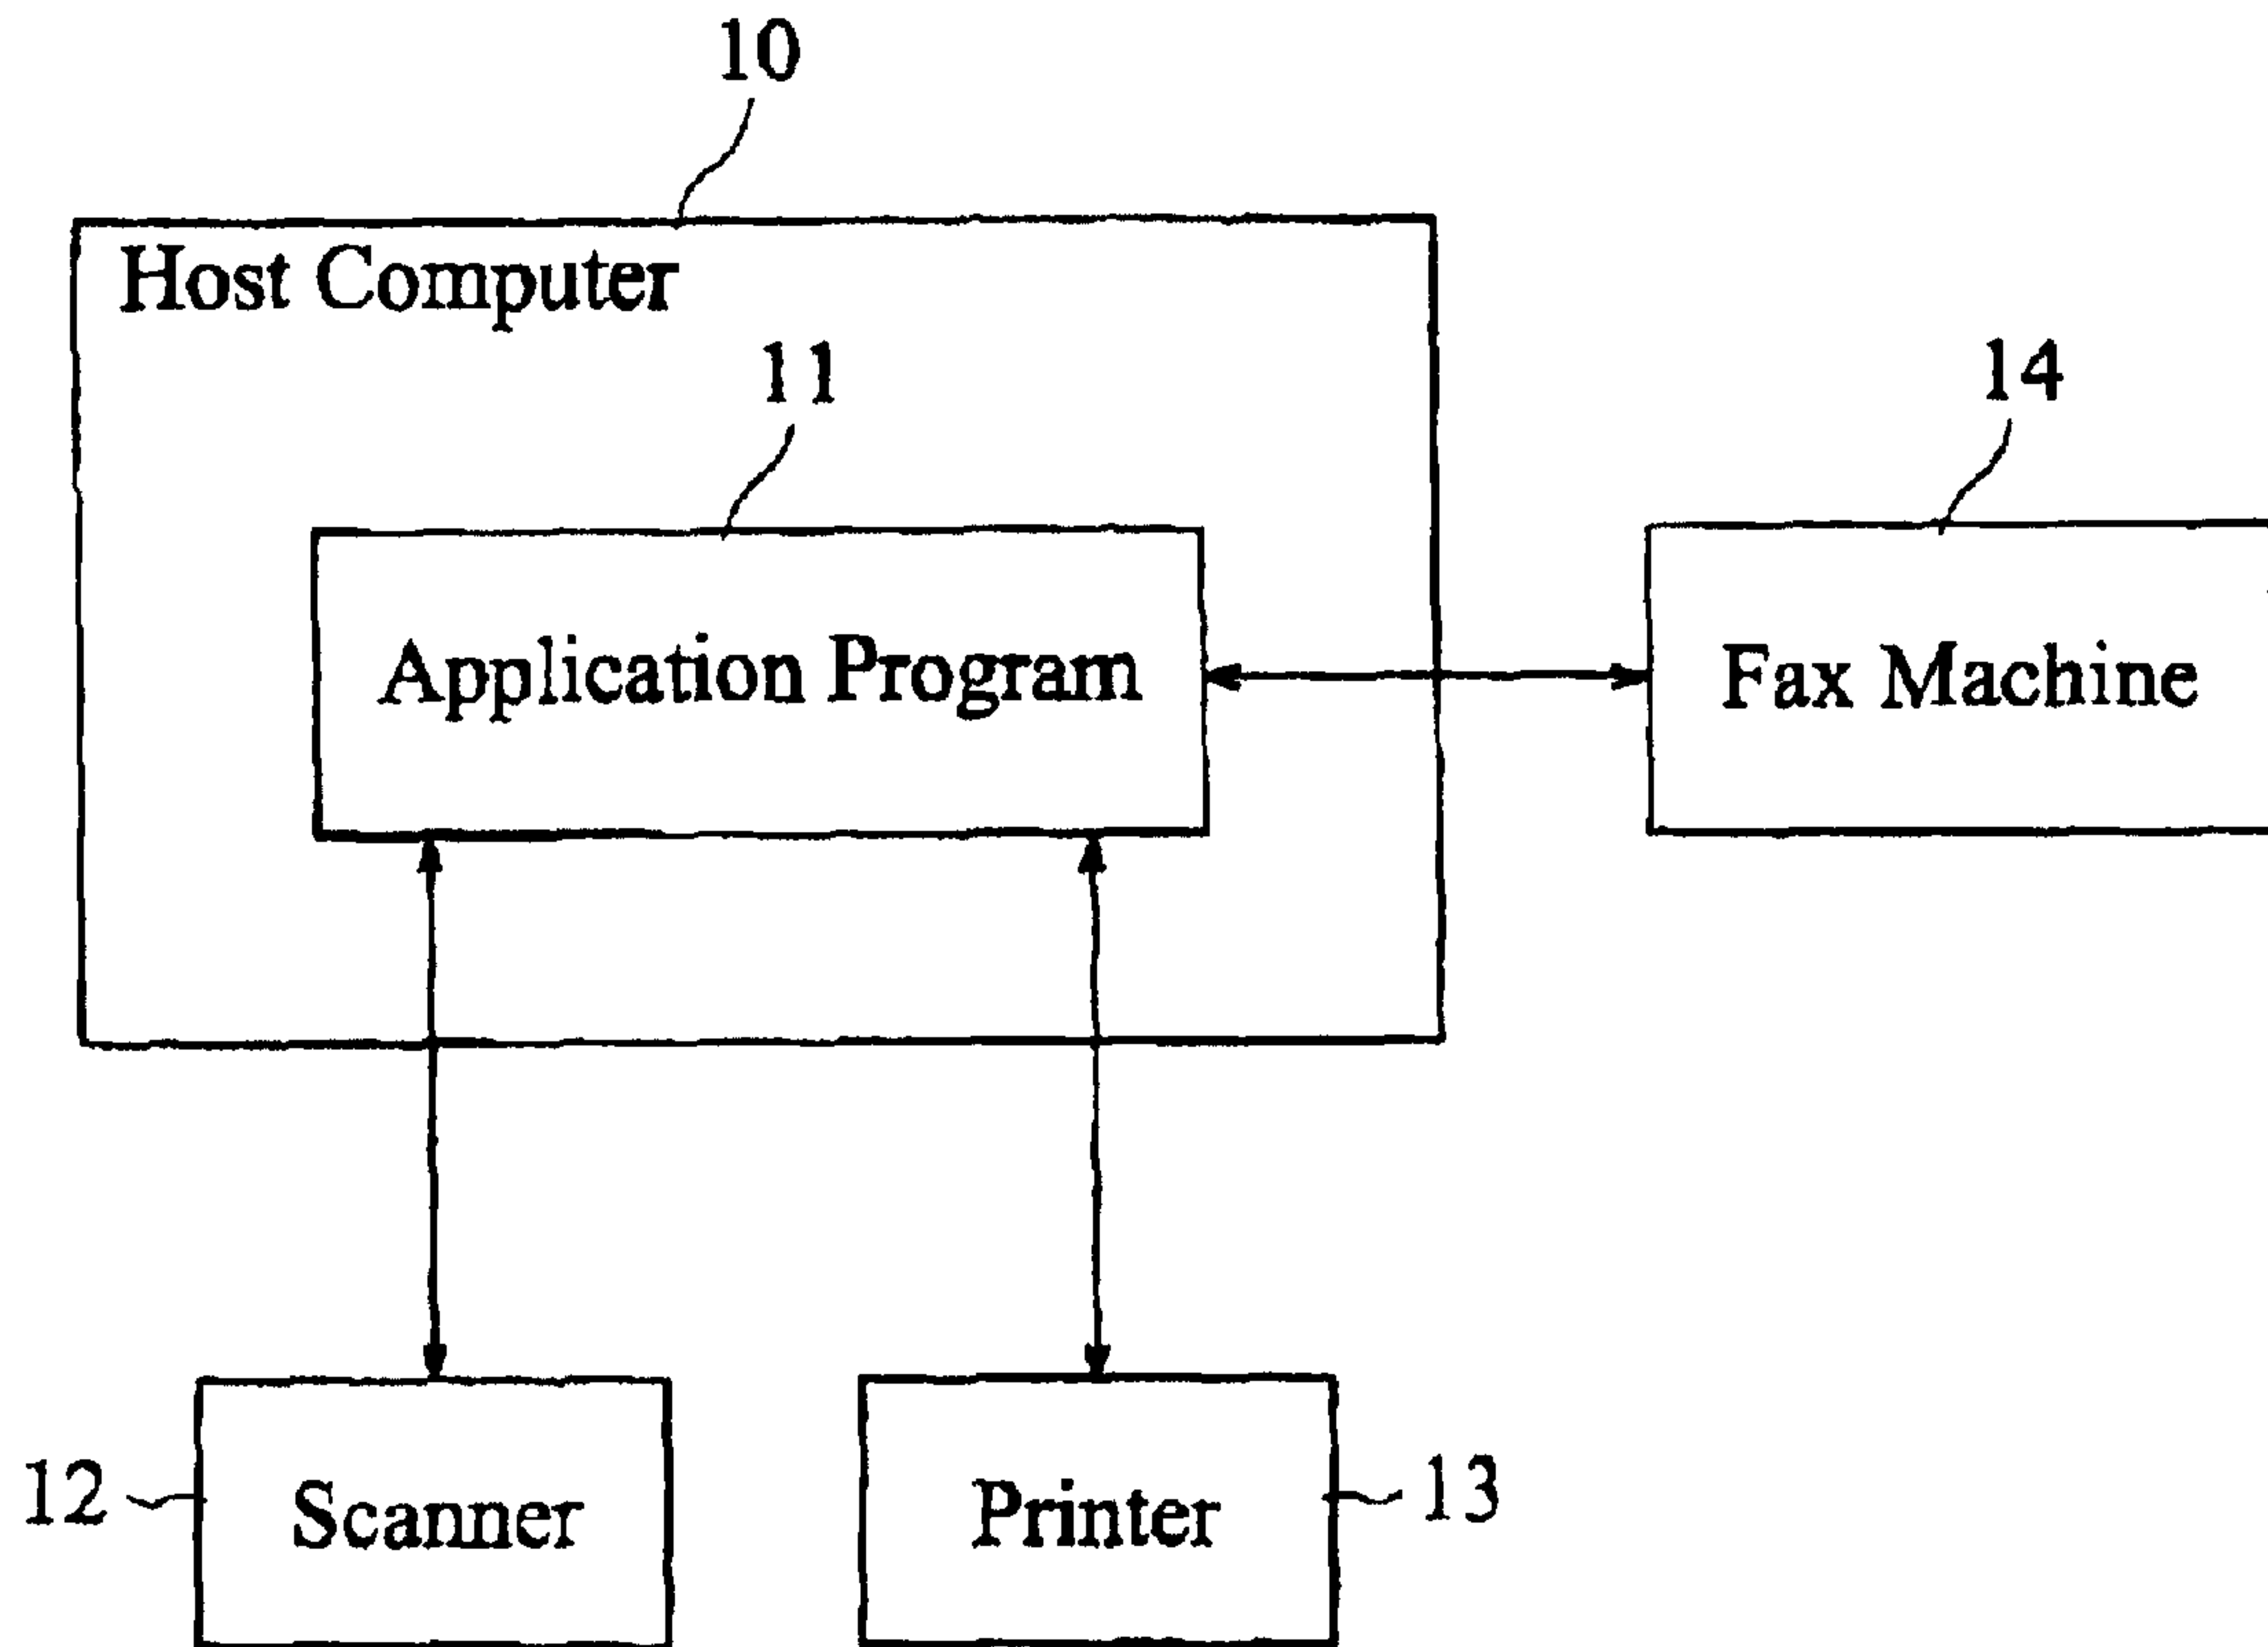 10
Host Computer
11
14
Application Program
Fax Machine
12
Scanner
Printer
13